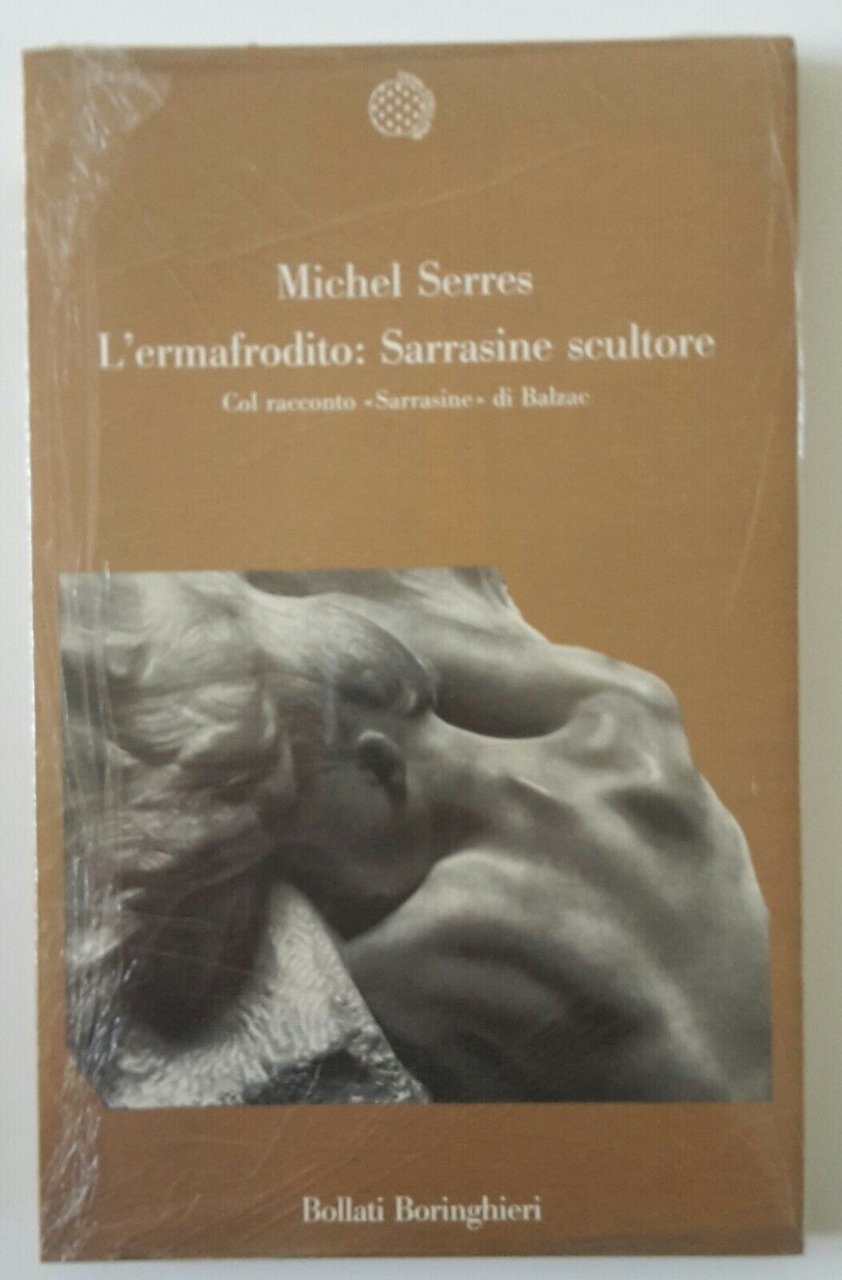 Michel Serres
L'ermafrodito: Sarrasine scultore
Col racconto «Sarrasine» di Balzac
Bollati Boringhieri